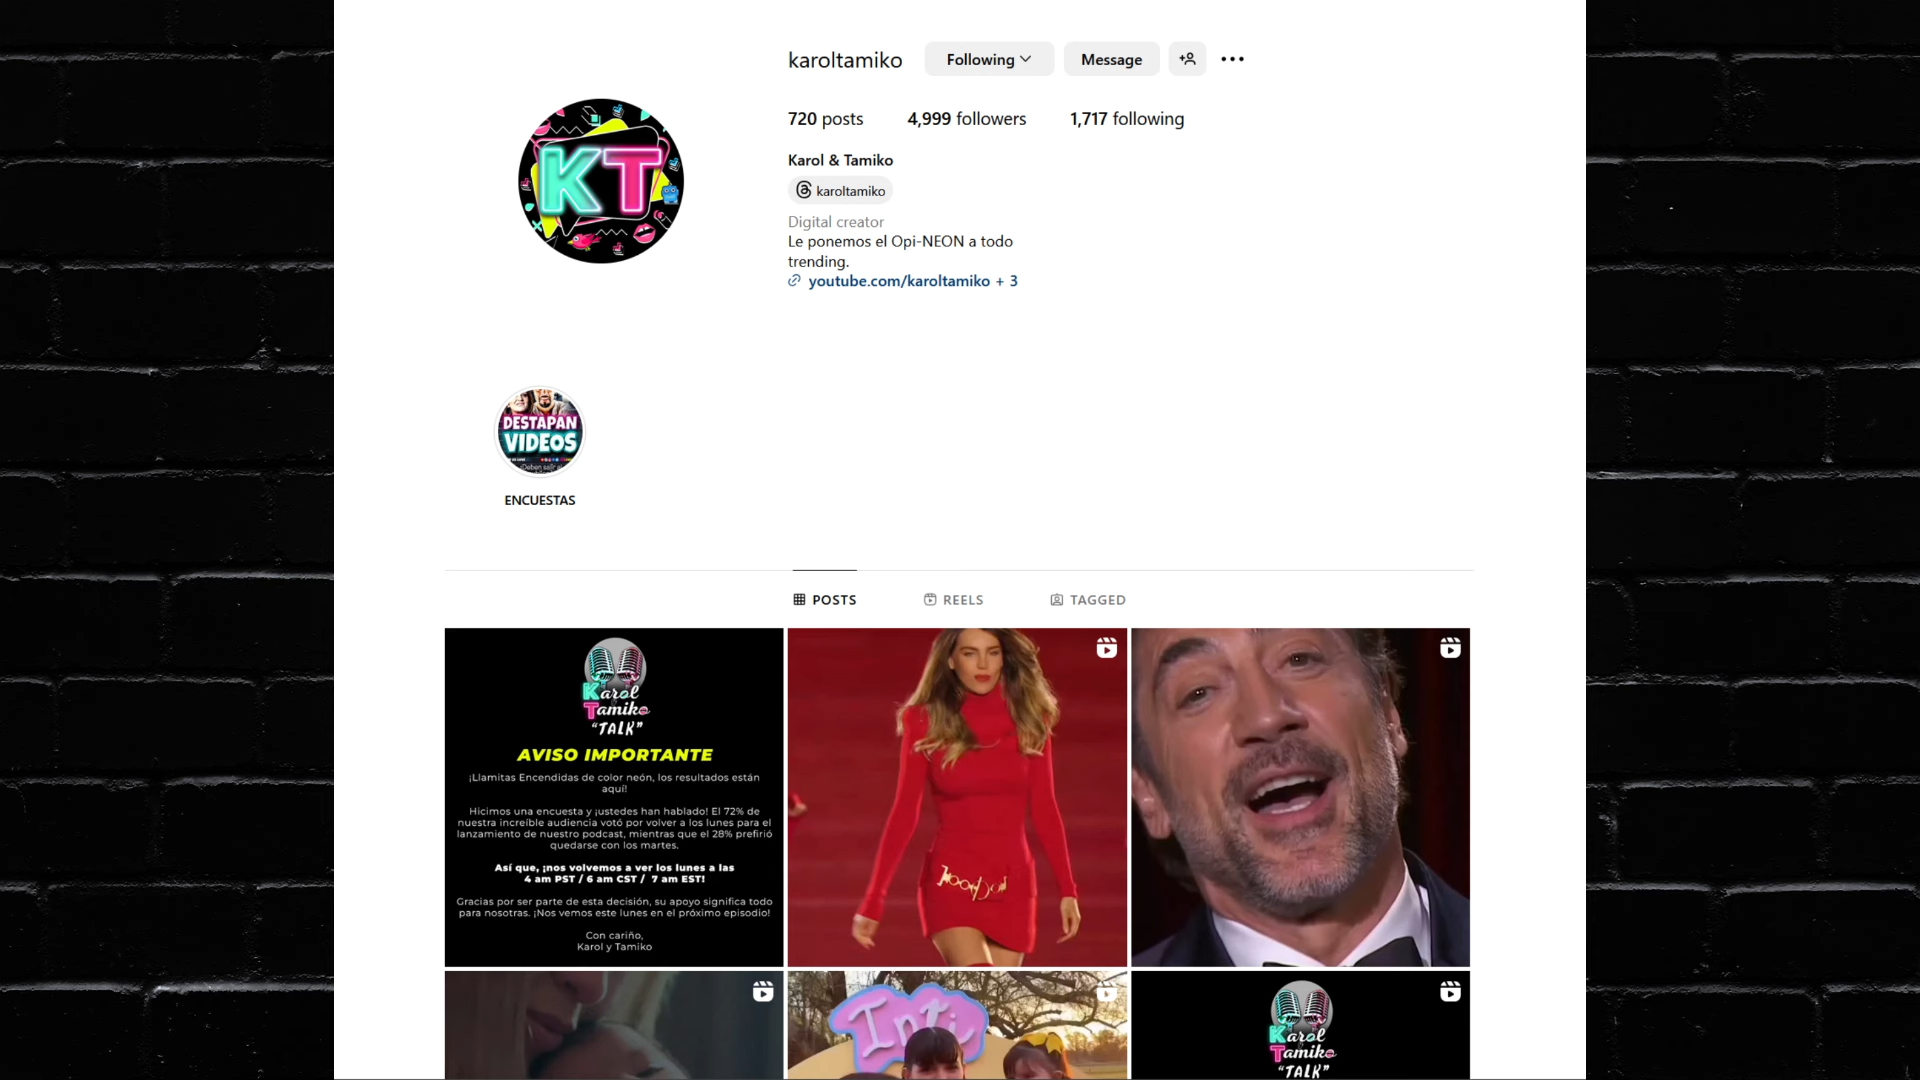 karoltamiko
Following
Message
720 posts
4,999 followers
1,717 following
Karol & Tamiko
karoltamiko
Digital creator
Le ponemos el Opi-NEON a todo
trending.
youtube.com/karoltamiko + 3
KT
DESTAPAN
VIDEOS
¿Deben salir al
ENCUESTAS
POSTS
REELS
TAGGED
Karol
Tamiko
"TALK"
AVISO IMPORTANTE
¡Llamitas Encendidas de color neón, los resultados están
aquí!
Hicimos una encuesta y ¡ustedes han hablado! El 72% de
nuestra increíble audiencia votó por volver a los lunes para el
lanzamiento de nuestro podcast, mientras que el 28% prefirió
quedarse con los martes.
Así que, ¡nos volvemos a ver los lunes a las
4 am PST / 6 am CST / 7 am EST!
Gracias por ser parte de esta decisión, su apoyo significa todo
para nosotras. ¡Nos vemos este lunes en el próximo episodio!
Con cariño,
Karol y Tamiko
Inti
Karol
Tamiko
"TALK"